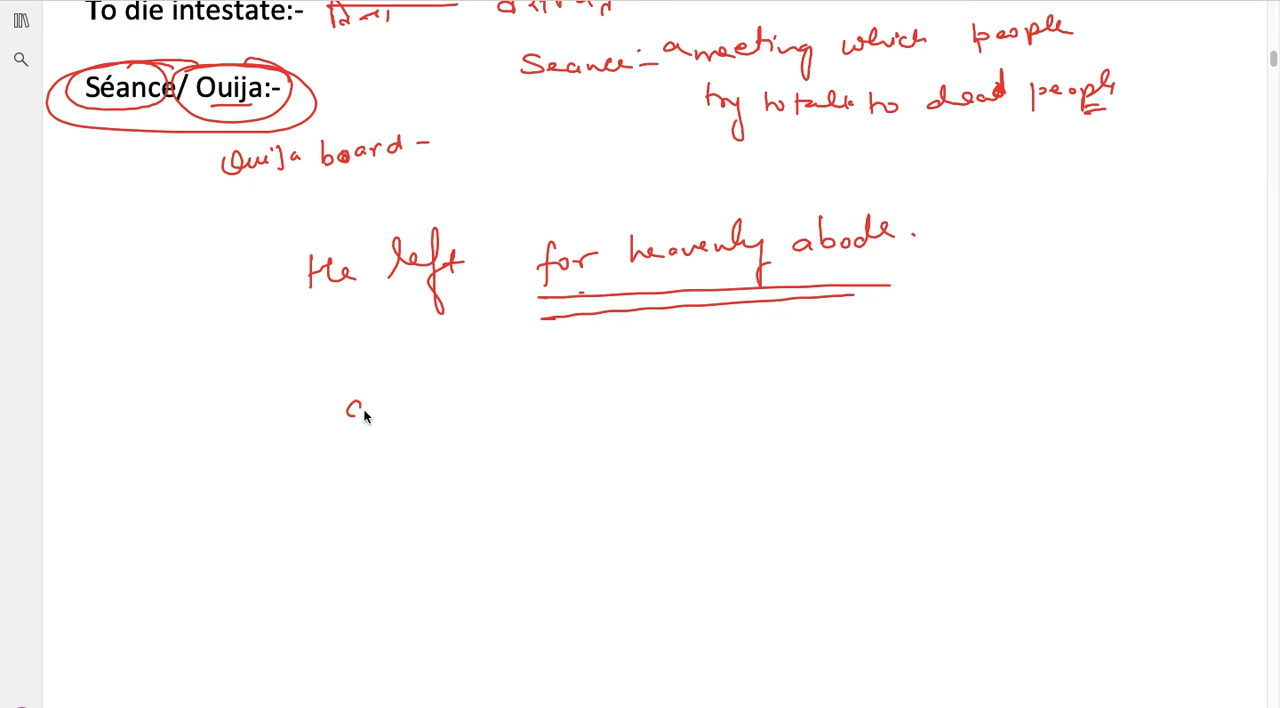 To die intestate:-
Seance :- a meeting which people
Séance/ Ouija:-
try to talk to dead people
Ouija board -
He left for heavenly abode.